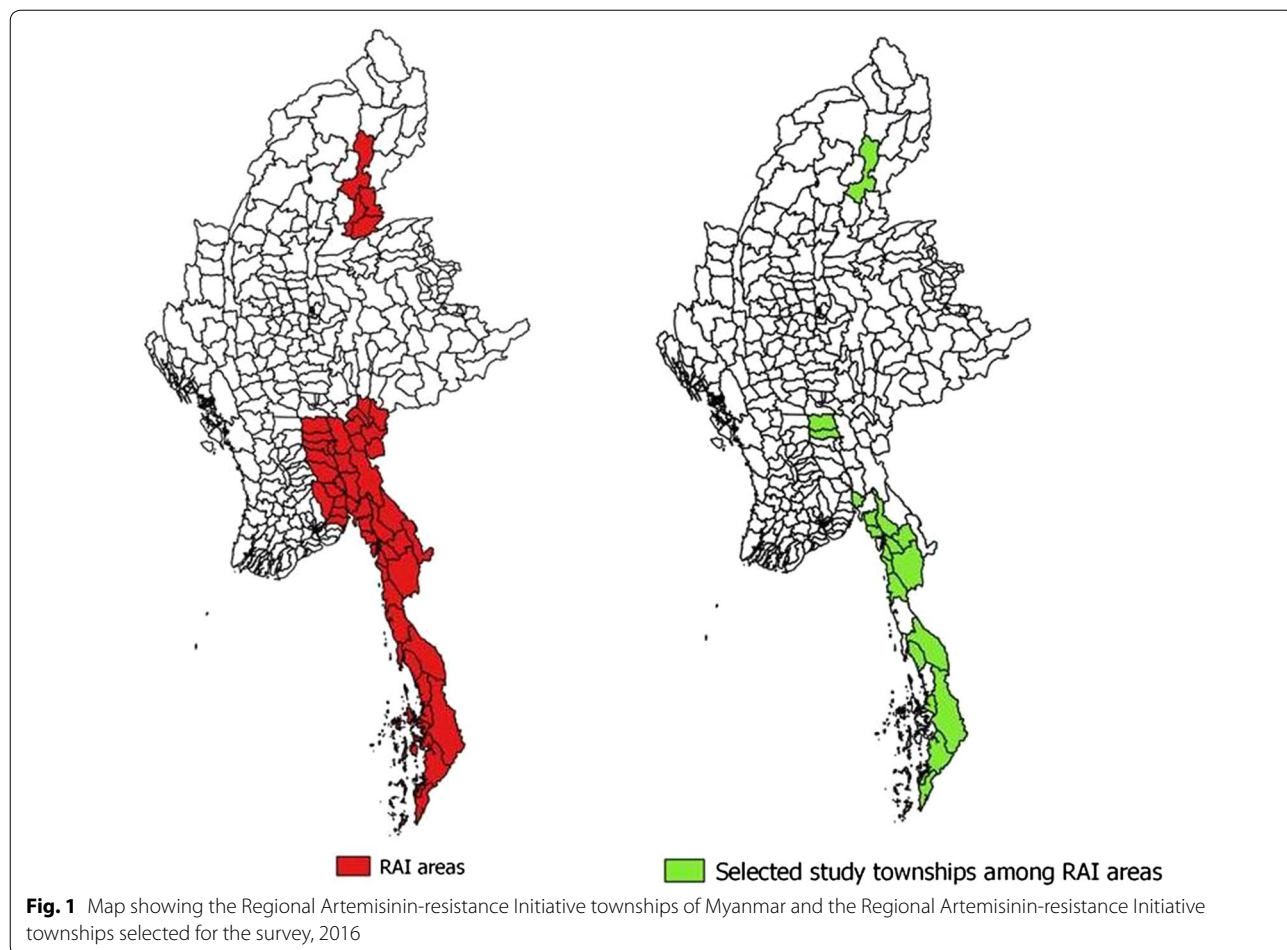 RAI areas
Selected study townships among RAI areas
Fig. 1 Map showing the Regional Artemisinin-resistance Initiative townships of Myanmar and the Regional Artemisinin-resistance Initiative
townships selected for the survey, 2016